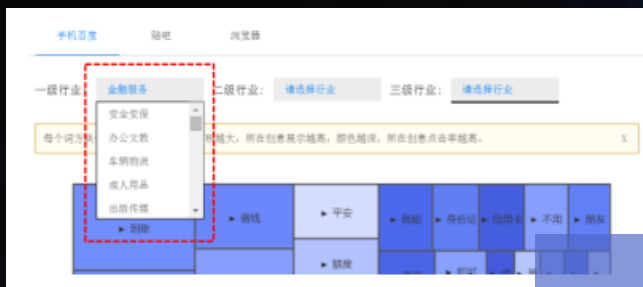 手机百度 贴吧 浏览器
一级行业 金融服务 二级行业： 请选择行业 三级行业： 请选择行业
安全安保
每个词方块 办公文教 越大，所在创意展示越高，颜色越深，所在创意点击率越高。 X
车辆物流
成人用品
出版传媒
▶ 到账 ▶ 借钱 ▶ 平安 ▶ 身份证 ▶ 信用卡 ▶ 不用 ▶ 朋友
▶ 额度